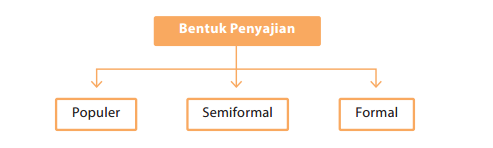 Bentuk Penyajian
Populer
Semiformal
Formal